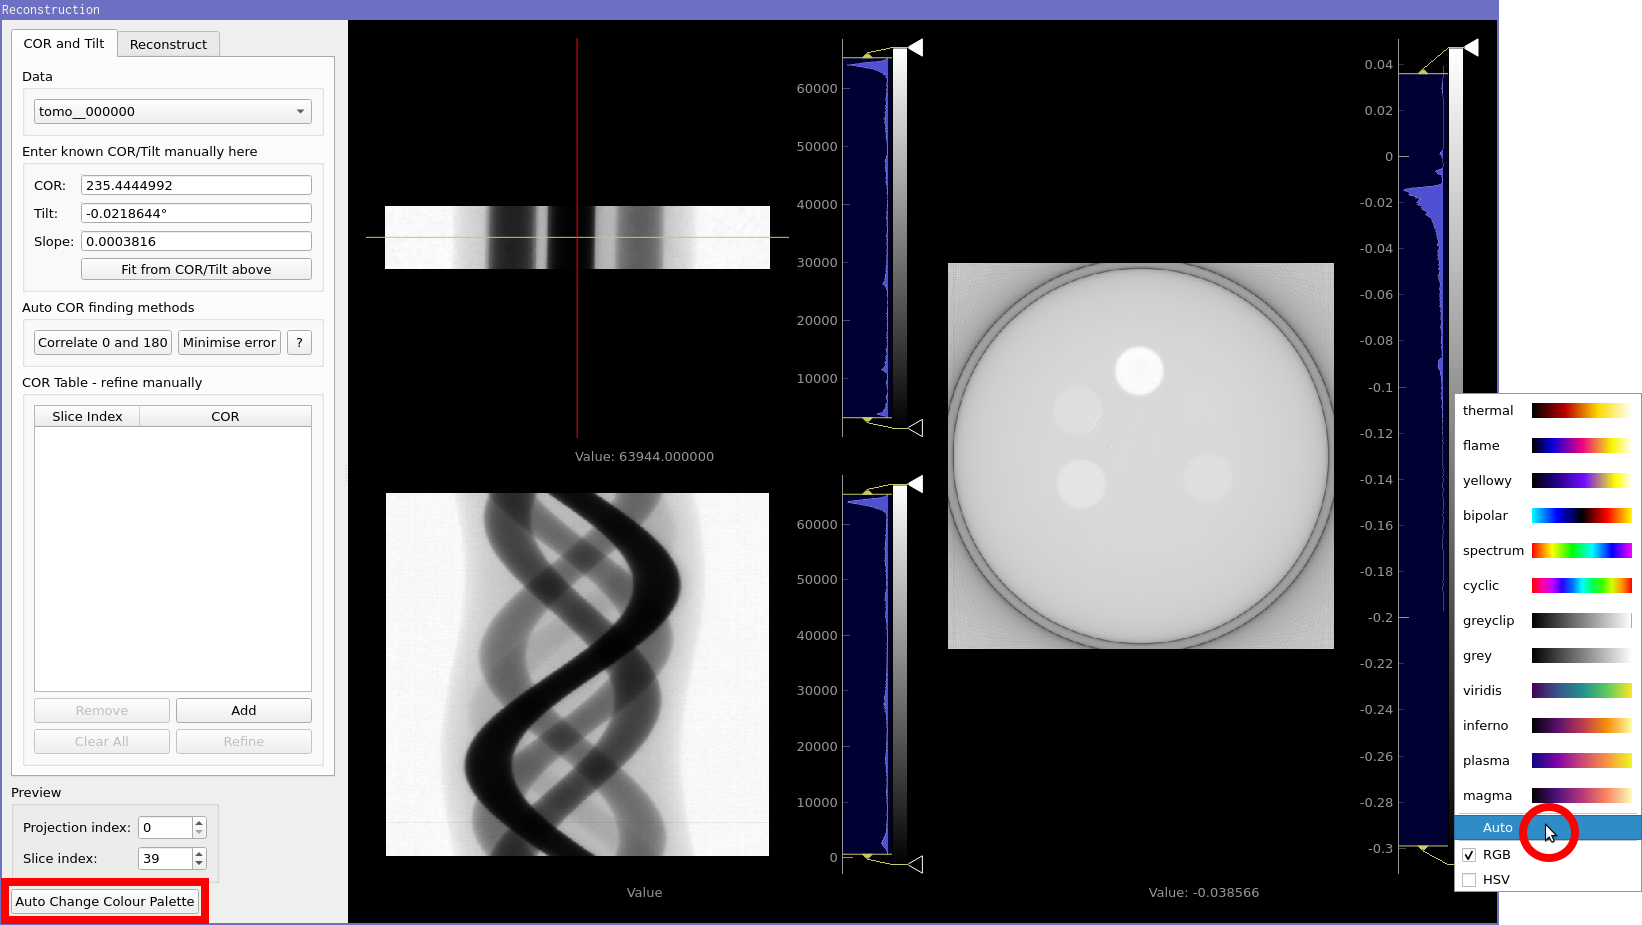 Reconstruction
COR and Tilt
Reconstruct
Data
tomo__000000
Enter known COR/Tilt manually here
COR: 235.4444992
Tilt: -0.0218644°
Slope: 0.0003816
Fit from COR/Tilt above
Auto COR finding methods
Correlate 0 and 180
Minimise error
?
COR Table - refine manually
Slice Index
COR
Remove
Add
Clear All
Refine
Preview
Projection index: 0
Slice index: 39
Auto Change Colour Palette
60000
50000
40000
30000
20000
10000
Value: 63944.000000
60000
50000
40000
30000
20000
10000
0
Value
0.04
0.02
0
-0.02
-0.04
-0.06
-0.08
-0.1
-0.12
-0.14
-0.16
-0.18
-0.2
-0.22
-0.24
-0.26
-0.28
-0.3
Value: -0.038566
thermal
flame
yellowy
bipolar
spectrum
cyclic
greyclip
grey
viridis
inferno
plasma
magma
Auto
RGB
HSV